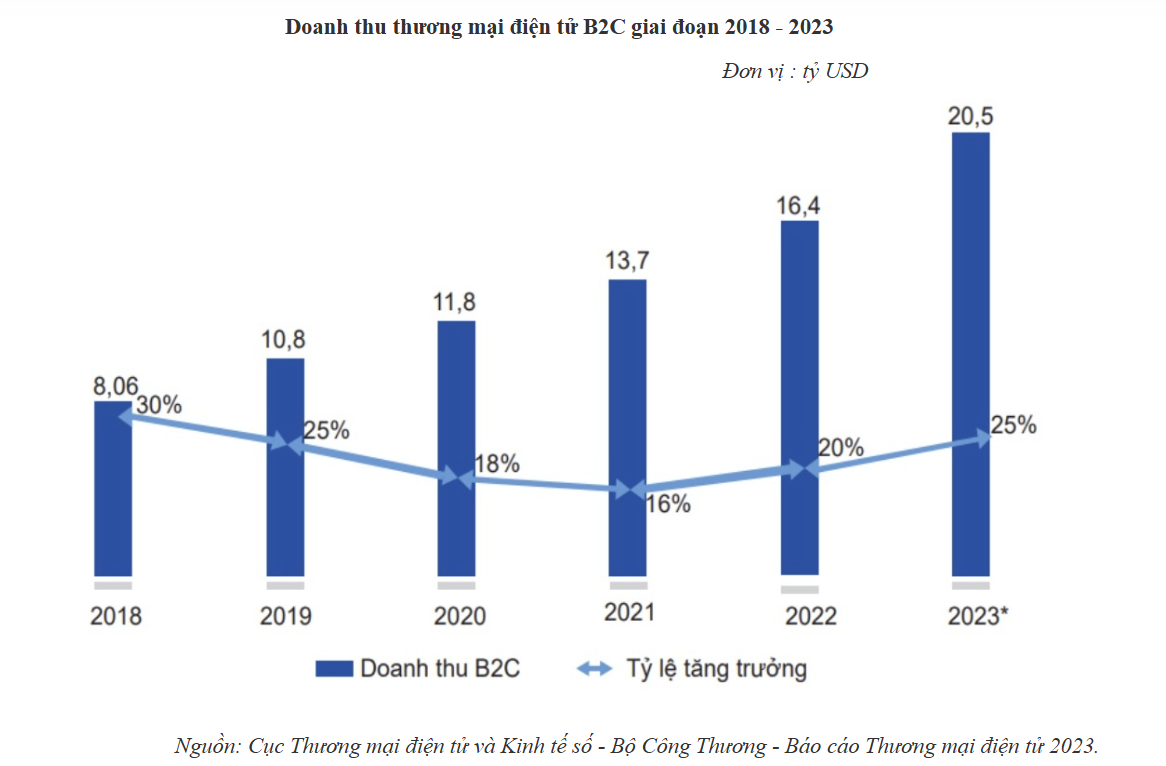 Doanh thu thương mại điện tử B2C giai đoạn 2018 - 2023
Đơn vị : tỷ USD
20,5
16,4
13,7
11,8
10,8
8,06
30%
25%
18%
16%
20%
25%
2018 2019 2020 2021 2022 2023*
Doanh thu B2C Tỷ lệ tăng trưởng
Nguồn: Cục Thương mại điện tử và Kinh tế số - Bộ Công Thương - Báo cáo Thương mại điện tử 2023.